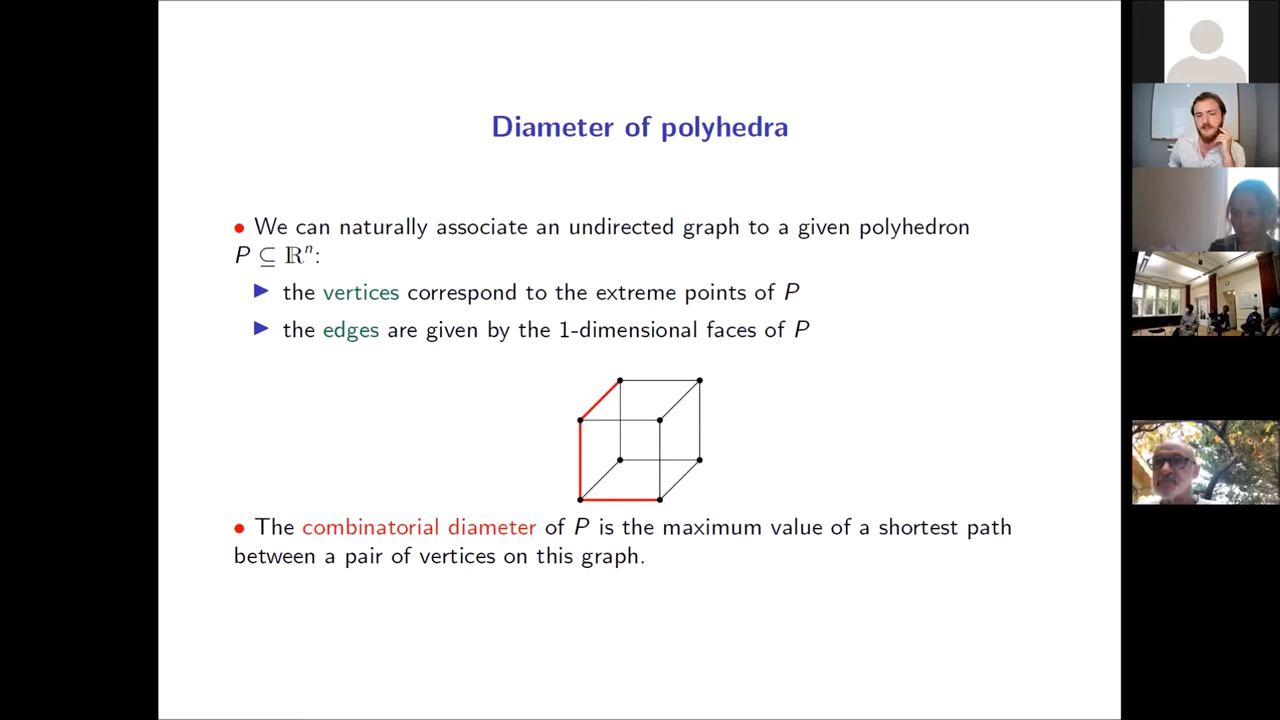 Diameter of polyhedra
• We can naturally associate an undirected graph to a given polyhedron
P ⊆ ℝⁿ:
▶ the vertices correspond to the extreme points of P
▶ the edges are given by the 1-dimensional faces of P
• The combinatorial diameter of P is the maximum value of a shortest path
between a pair of vertices on this graph.